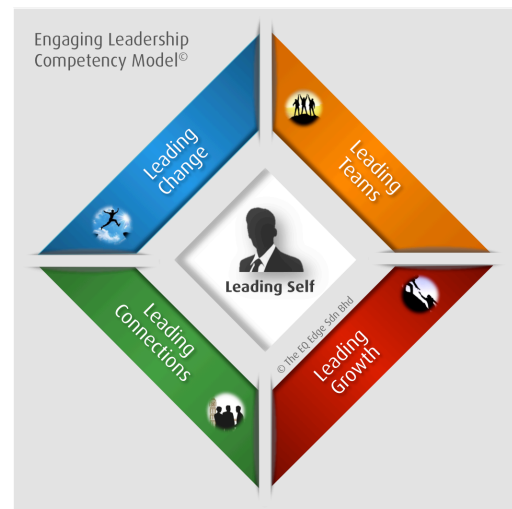 Engaging Leadership
Competency Model©
Leading
Change
Leading
Teams
Leading Self
Leading
Connections
Leading
Growth
© The EQ Edge Sdn Bhd